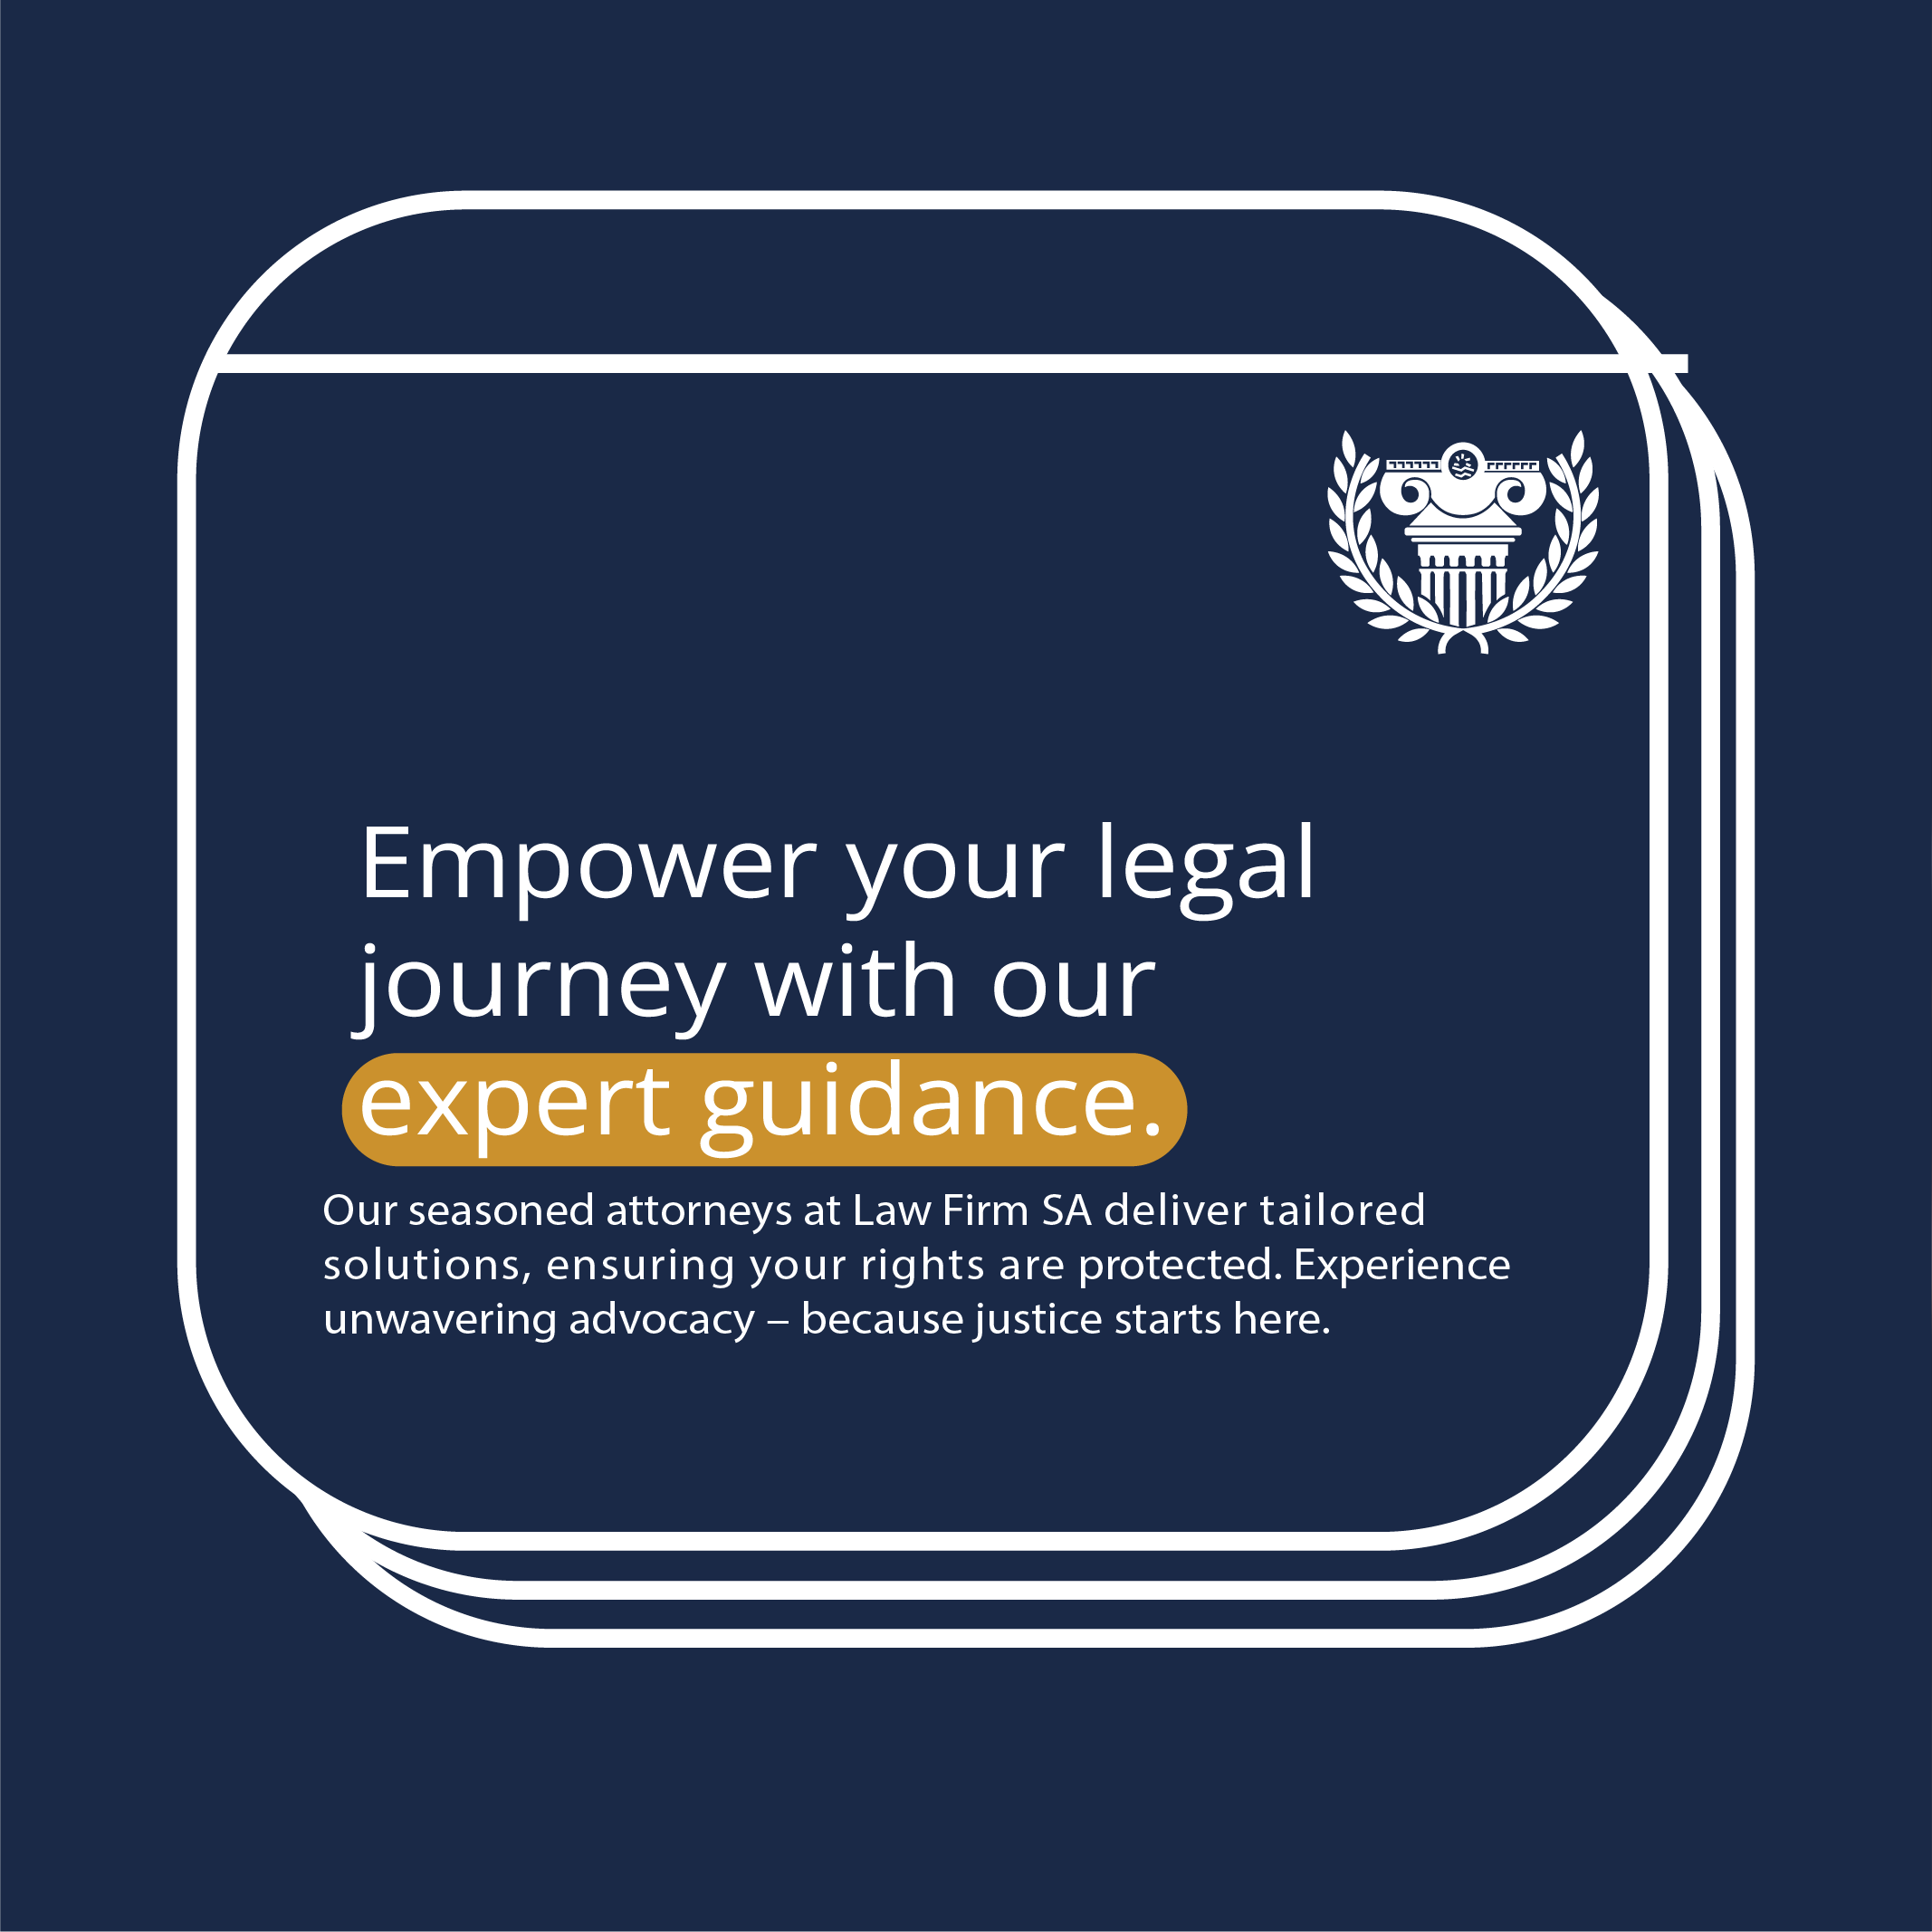 Empower your legal
journey with our
expert guidance.
Our seasoned attorneys at Law Firm SA deliver tailored
solutions, ensuring your rights are protected. Experience
unwavering advocacy – because justice starts here.